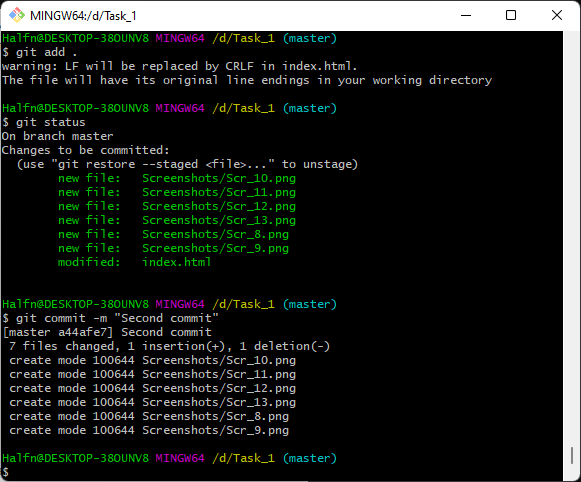 MINGW64:/d/Task_1
Halfn@DESKTOP-38OUNV8 MINGW64 /d/Task_1 (master)
$ git add .
warning: LF will be replaced by CRLF in index.html.
The file will have its original line endings in your working directory
Halfn@DESKTOP-38OUNV8 MINGW64 /d/Task_1 (master)
$ git status
On branch master
Changes to be committed:
  (use "git restore --staged <file>..." to unstage)
        new file:   Screenshots/Scr_10.png
        new file:   Screenshots/Scr_11.png
        new file:   Screenshots/Scr_12.png
        new file:   Screenshots/Scr_13.png
        new file:   Screenshots/Scr_8.png
        new file:   Screenshots/Scr_9.png
        modified:   index.html
Halfn@DESKTOP-38OUNV8 MINGW64 /d/Task_1 (master)
$ git commit -m "Second commit"
[master a44afe7] Second commit
 7 files changed, 1 insertion(+), 1 deletion(-)
 create mode 100644 Screenshots/Scr_10.png
 create mode 100644 Screenshots/Scr_11.png
 create mode 100644 Screenshots/Scr_12.png
 create mode 100644 Screenshots/Scr_13.png
 create mode 100644 Screenshots/Scr_8.png
 create mode 100644 Screenshots/Scr_9.png
Halfn@DESKTOP-38OUNV8 MINGW64 /d/Task_1 (master)
$